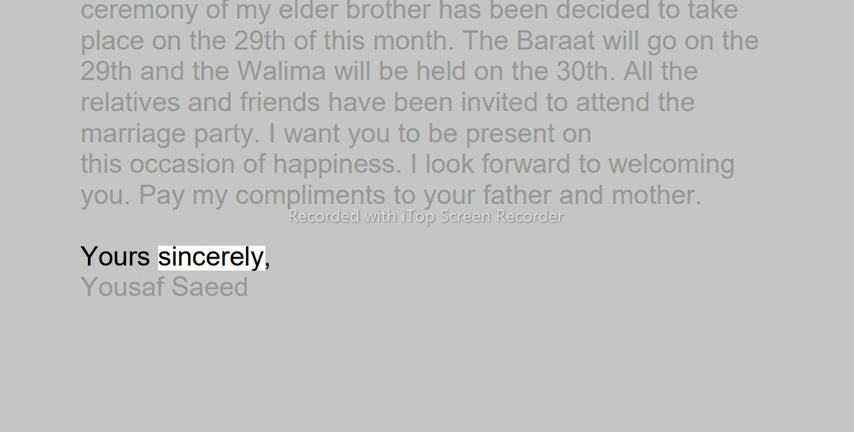 ceremony of my elder brother has been decided to take
place on the 29th of this month. The Baraat will go on the
29th and the Walima will be held on the 30th. All the
relatives and friends have been invited to attend the
marriage party. I want you to be present on
this occasion of happiness. I look forward to welcoming
you. Pay my compliments to your father and mother.
Recorded with iTop Screen Recorder
Yours sincerely,
Yousaf Saeed